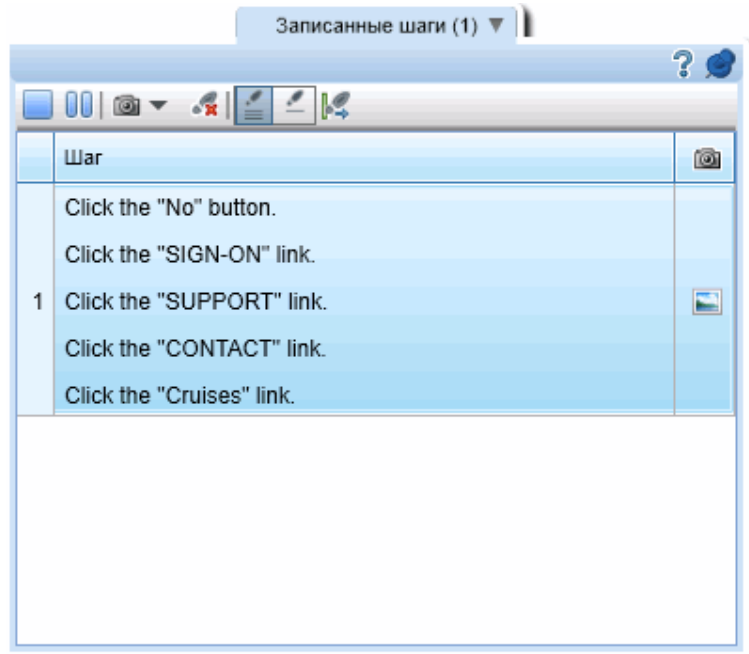 Записанные шаги (1)
Шаг
Click the "No" button.
Click the "SIGN-ON" link.
1 Click the "SUPPORT" link.
Click the "CONTACT" link.
Click the "Cruises" link.